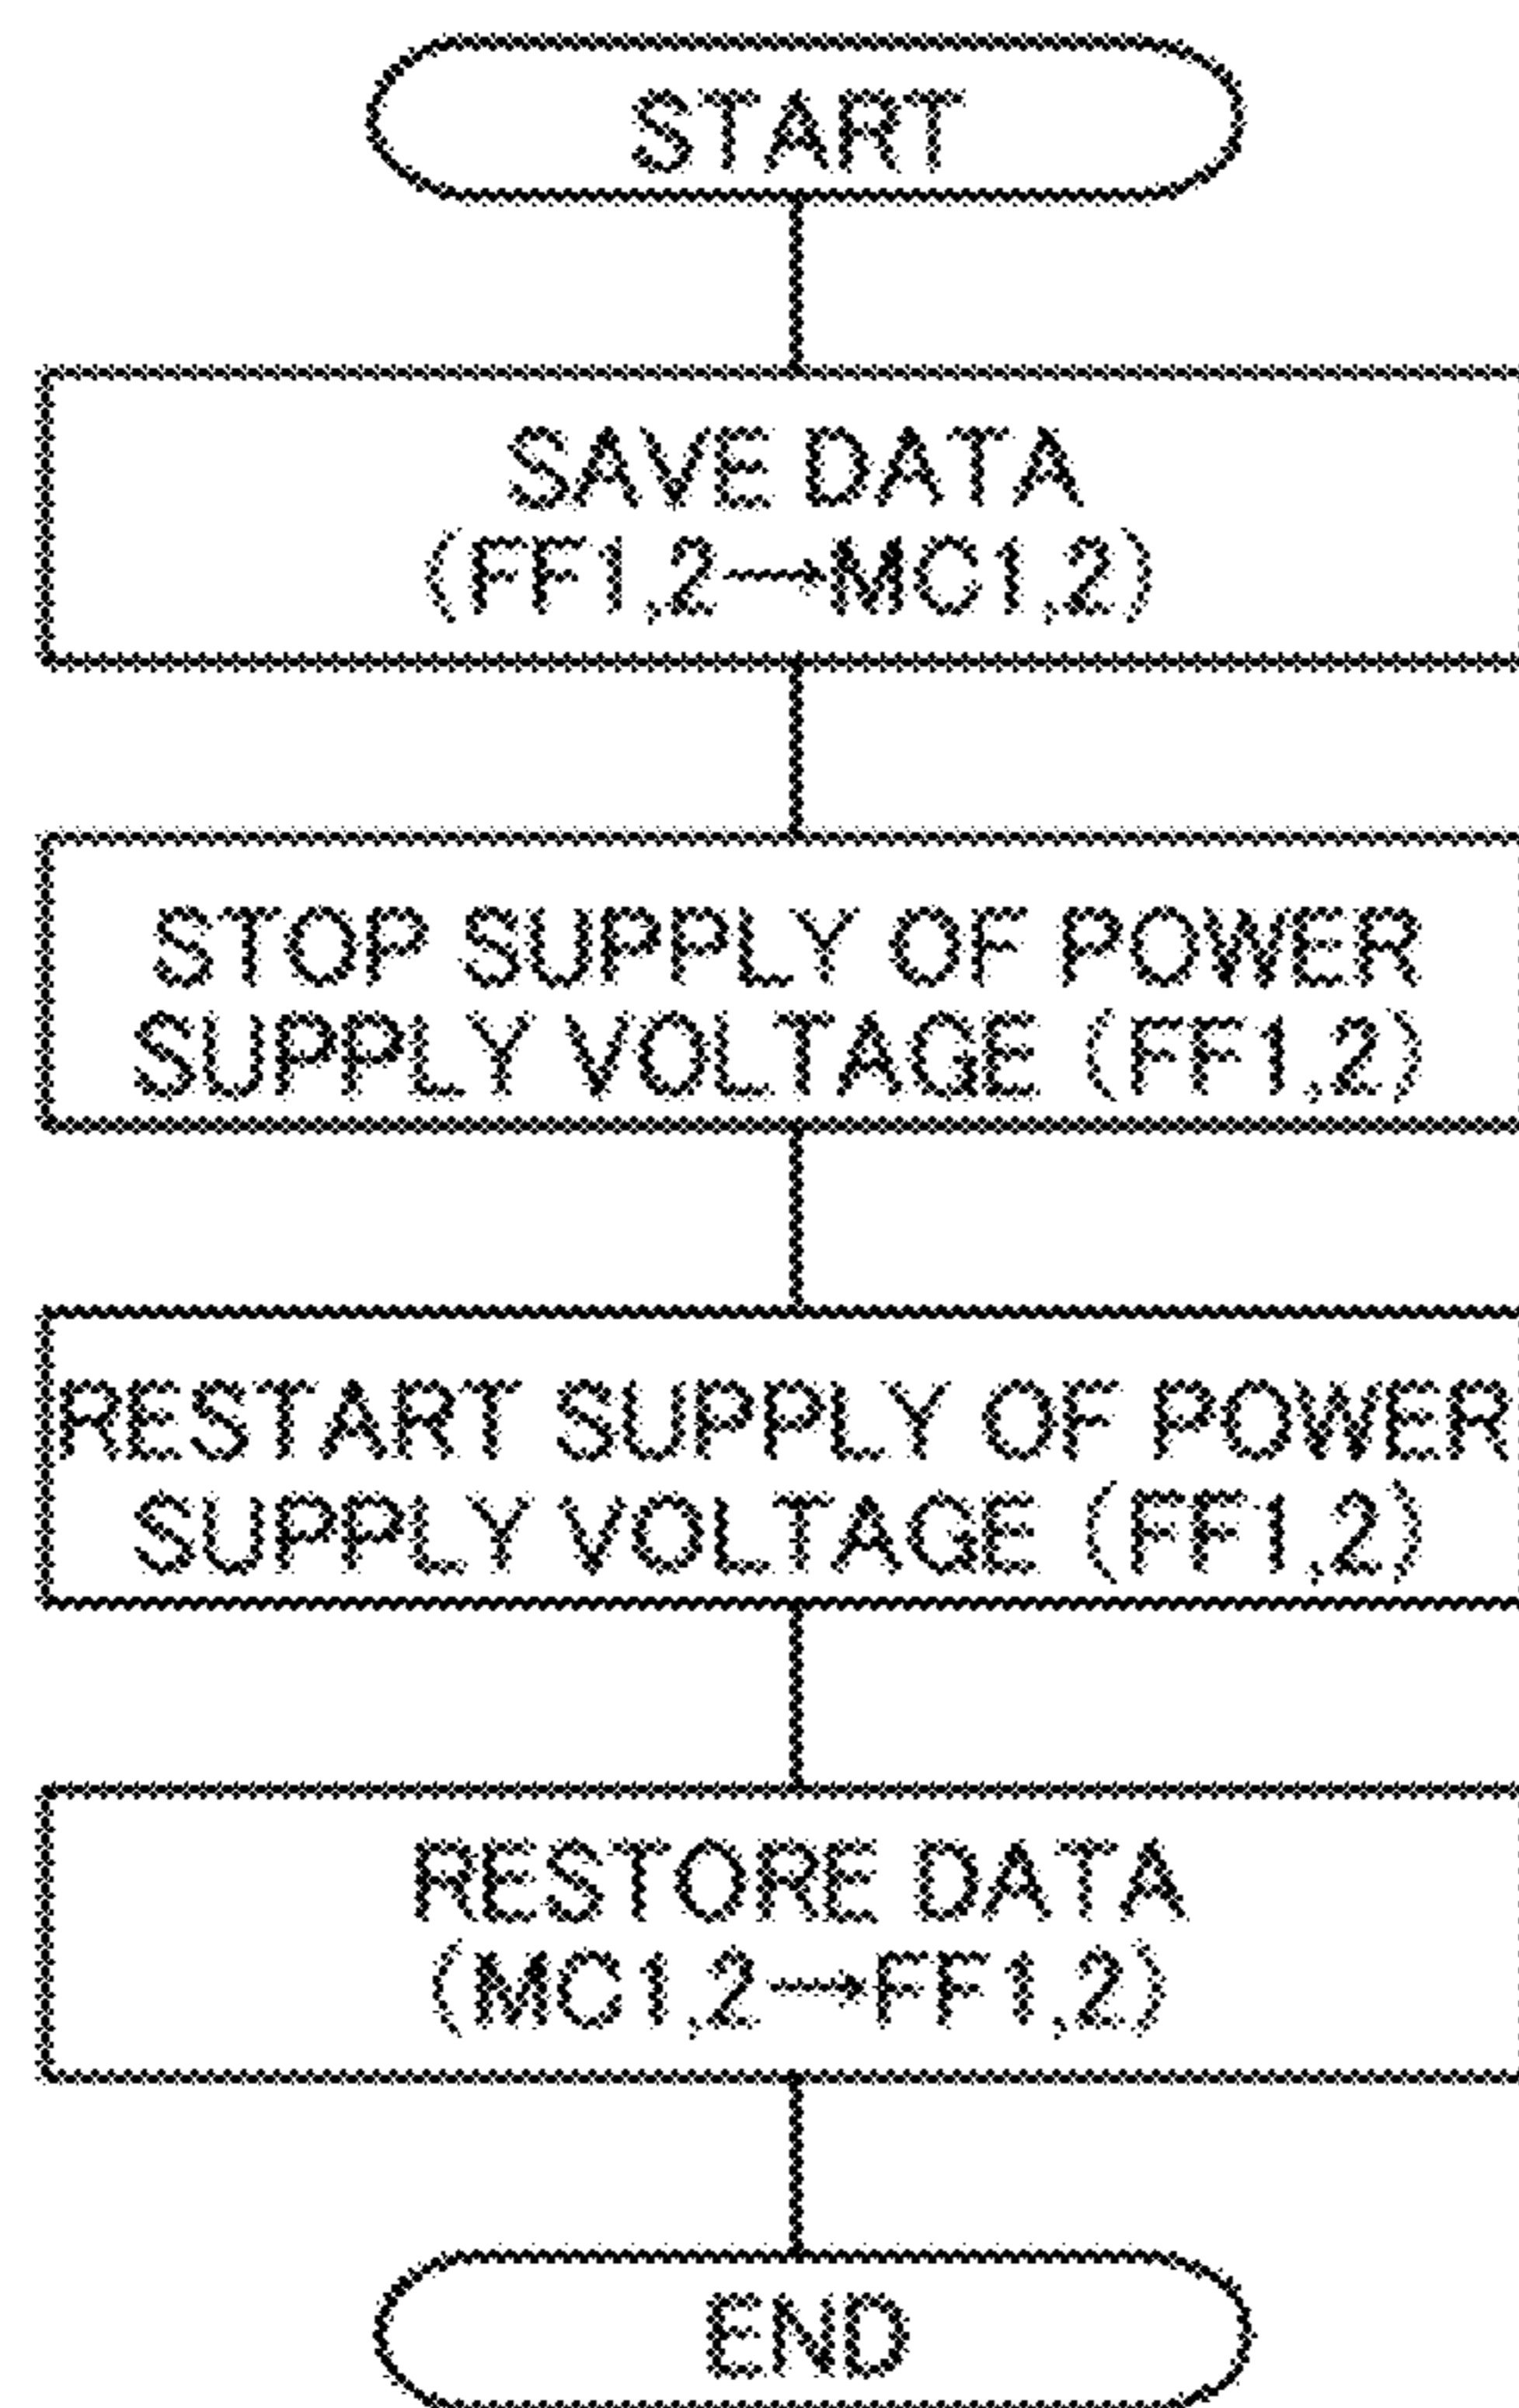 START
SAVE DATA
(FF1,2→MC1,2)
STOP SUPPLY OF POWER
SUPPLY VOLTAGE (FF1,2)
RESTART SUPPLY OF POWER
SUPPLY VOLTAGE (FF1,2)
RESTORE DATA
(MC1,2→FF1,2)
END